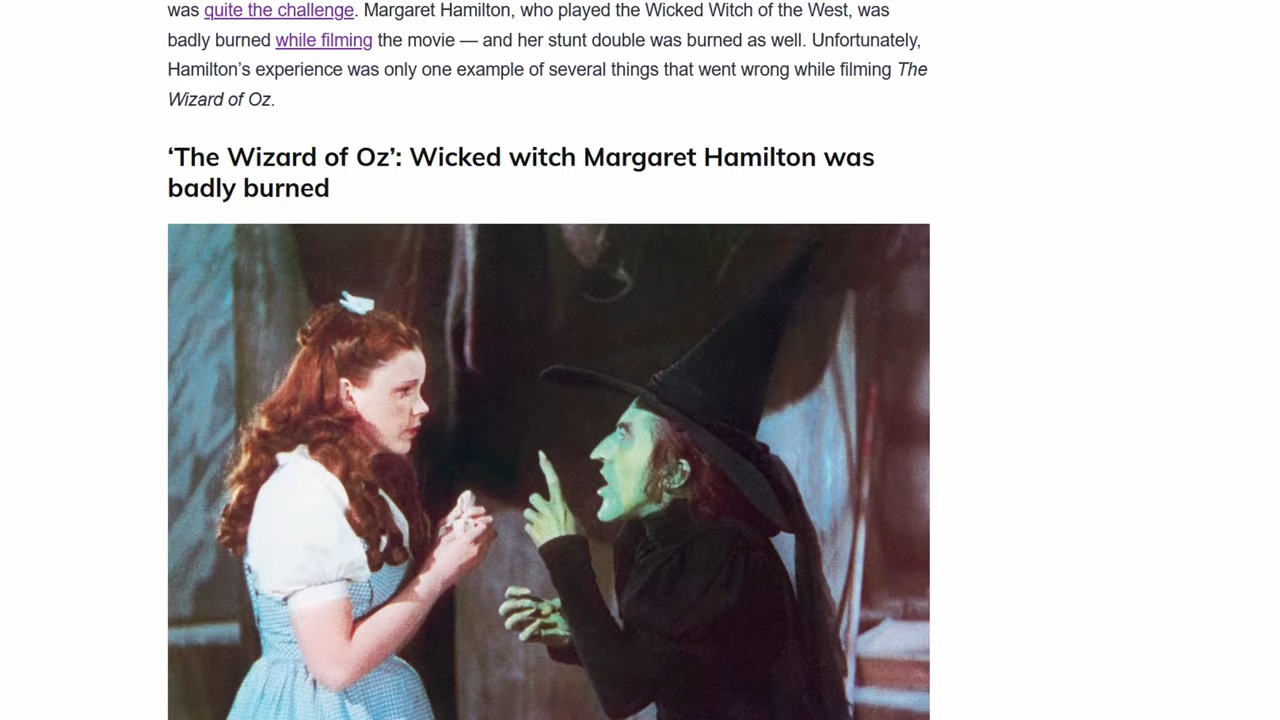 was quite the challenge. Margaret Hamilton, who played the Wicked Witch of the West, was
badly burned while filming the movie — and her stunt double was burned as well. Unfortunately,
Hamilton’s experience was only one example of several things that went wrong while filming The
Wizard of Oz.
‘The Wizard of Oz’: Wicked witch Margaret Hamilton was
badly burned